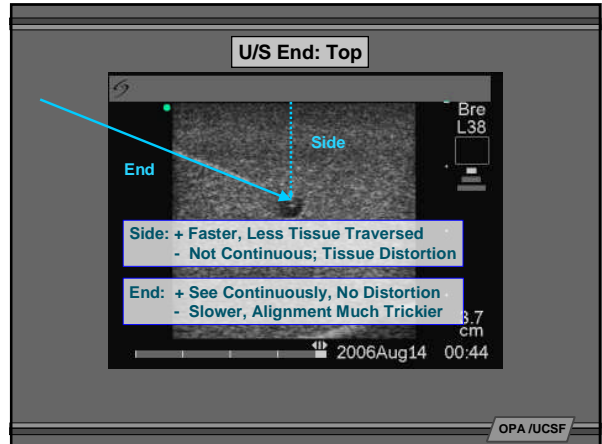 U/S End: Top
Bre
L38
Side
End
Side: + Faster, Less Tissue Traversed
- Not Continuous; Tissue Distortion
End: + See Continuously, No Distortion
- Slower, Alignment Much Trickier
3.7
cm
2006Aug14 00:44
OPA /UCSF